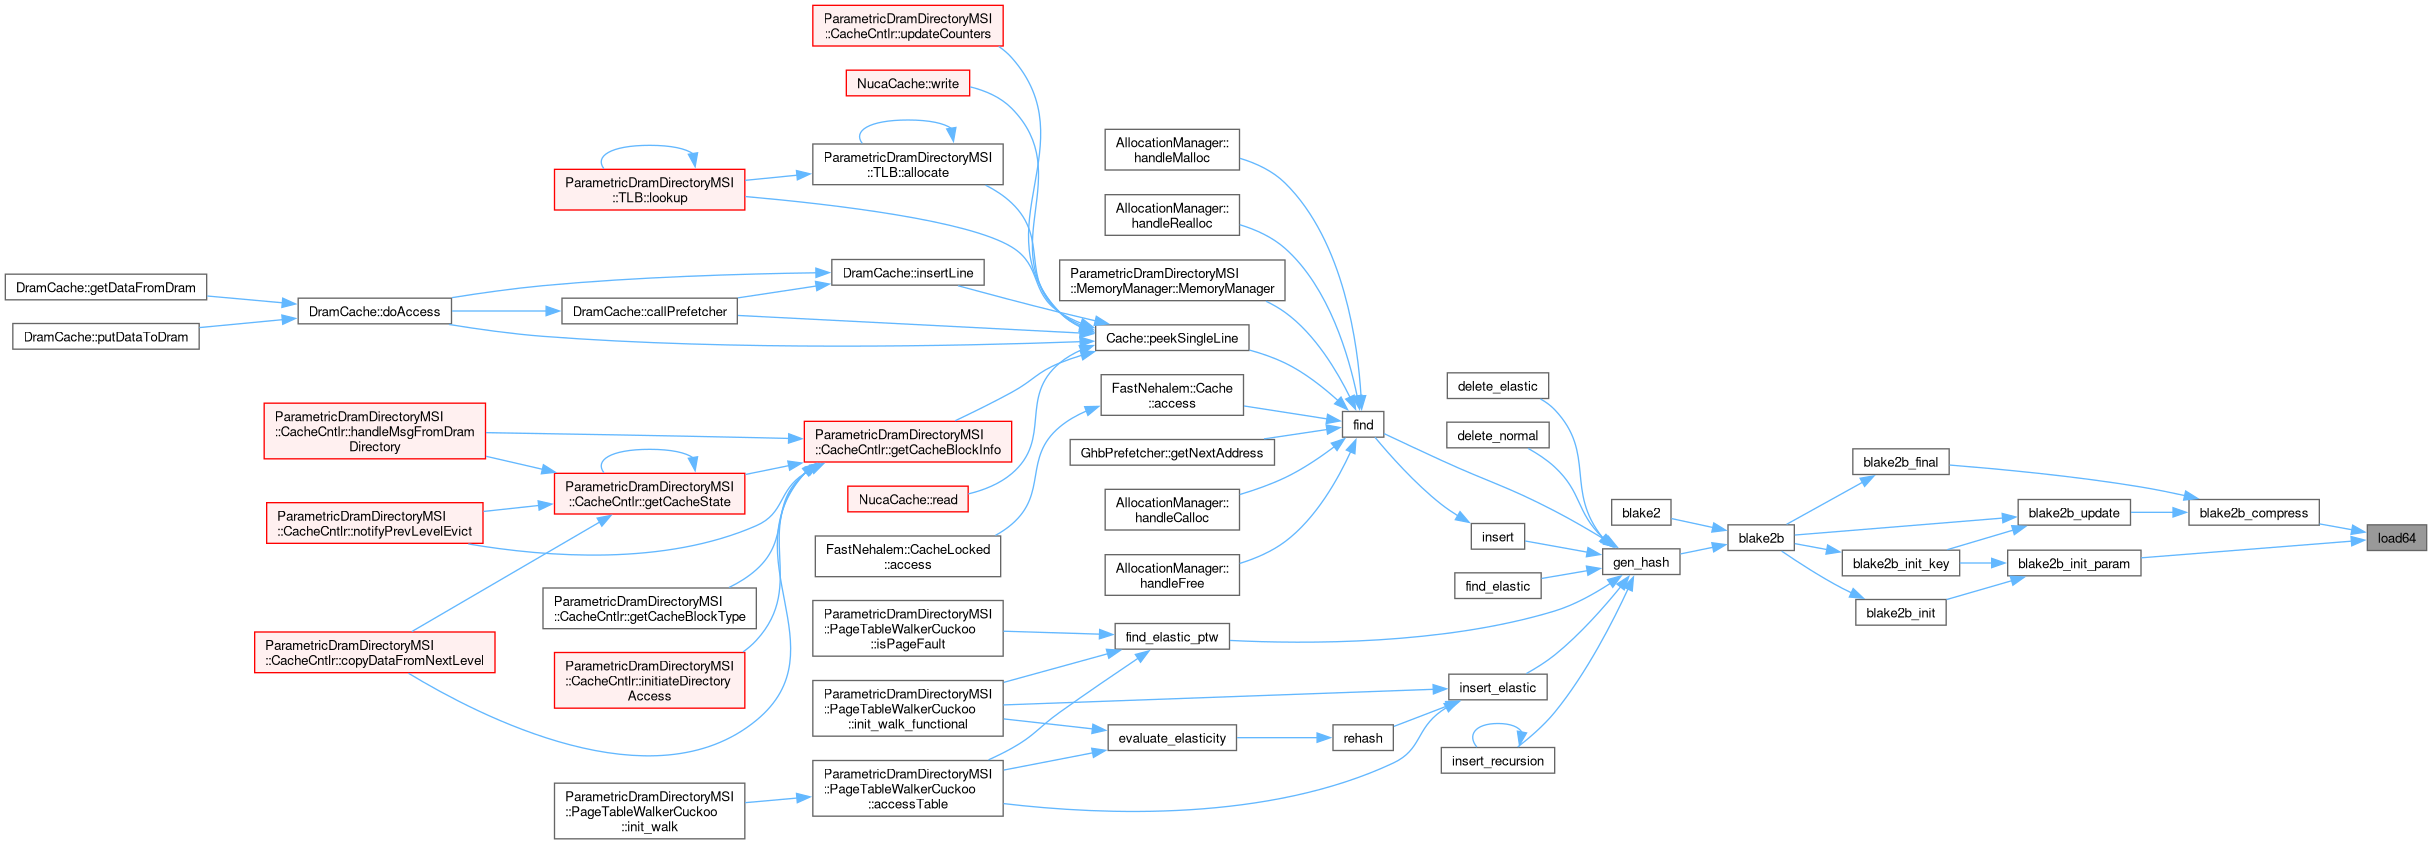 ParametricDramDirectoryMSI
::CacheCntlr::updateCounters
NucaCache::write
ParametricDramDirectoryMSI
::TLB::allocate
ParametricDramDirectoryMSI
::TLB::lookup
DramCache::insertLine
DramCache::getDataFromDram
DramCache::doAccess
DramCache::callPrefetcher
DramCache::putDataToDram
AllocationManager::
handleMalloc
AllocationManager::
handleRealloc
ParametricDramDirectoryMSI
::MemoryManager::MemoryManager
Cache::peekSingleLine
FastNehalem::Cache
::access
GhbPrefetcher::getNextAddress
AllocationManager::
handleCalloc
AllocationManager::
handleFree
ParametricDramDirectoryMSI
::CacheCntlr::handleMsgFromDram
Directory
ParametricDramDirectoryMSI
::CacheCntlr::getCacheBlockInfo
ParametricDramDirectoryMSI
::CacheCntlr::getCacheState
NucaCache::read
ParametricDramDirectoryMSI
::CacheCntlr::notifyPrevLevelEvict
FastNehalem::CacheLocked
::access
ParametricDramDirectoryMSI
::CacheCntlr::getCacheBlockType
ParametricDramDirectoryMSI
::CacheCntlr::copyDataFromNextLevel
ParametricDramDirectoryMSI
::CacheCntlr::initiateDirectory
Access
ParametricDramDirectoryMSI
::PageTableWalkerCuckoo
::isPageFault
ParametricDramDirectoryMSI
::PageTableWalkerCuckoo
::init_walk_functional
ParametricDramDirectoryMSI
::PageTableWalkerCuckoo
::accessTable
ParametricDramDirectoryMSI
::PageTableWalkerCuckoo
::init_walk
find_elastic_ptw
evaluate_elasticity
rehash
find
delete_elastic
delete_normal
insert
find_elastic
insert_elastic
insert_recursion
gen_hash
blake2
blake2b
blake2b_final
blake2b_update
blake2b_init_key
blake2b_init
blake2b_compress
blake2b_init_param
load64